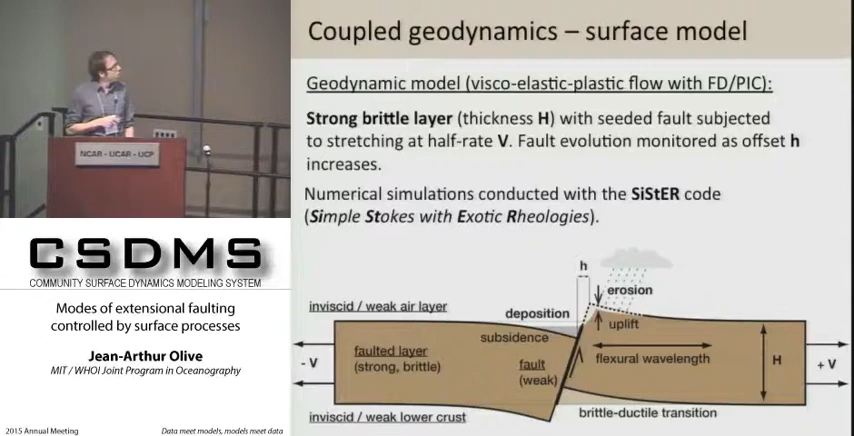 NCAR - UCAR - UCP
CSDMS
COMMUNITY SURFACE DYNAMICS MODELING SYSTEM
Modes of extensional faulting
controlled by surface processes
Jean-Arthur Olive
MIT / WHOI Joint Program in Oceanography
2015 Annual Meeting
Data meet models, models meet data
Coupled geodynamics – surface model
Geodynamic model (visco-elastic-plastic flow with FD/PIC):
Strong brittle layer (thickness H) with seeded fault subjected
to stretching at half-rate V. Fault evolution monitored as offset h
increases.
Numerical simulations conducted with the SiStER code
(Simple Stokes with Exotic Rheologies).
h
erosion
inviscid / weak air layer
deposition
uplift
subsidence
faulted layer
(strong, brittle)
fault
(weak)
flexural wavelength
H
- V
+ V
inviscid / weak lower crust
brittle-ductile transition